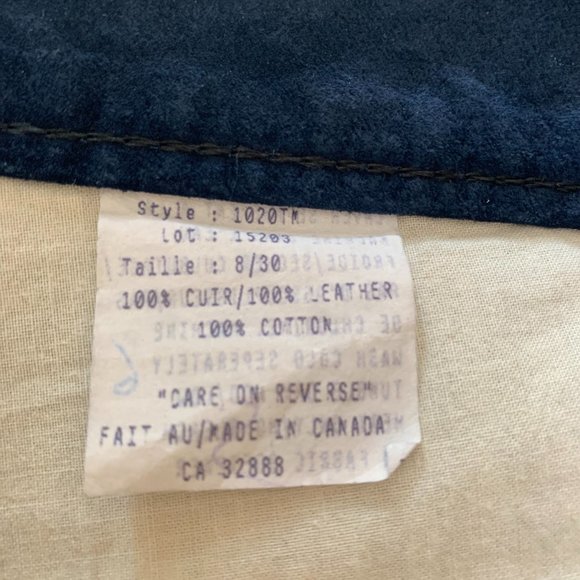 Style : 1020TM
Lot : 15203
Taille : 8/30
100% CUIR/100% LEATHER
100% COTTON
"CARE ON REVERSE"
FAIT AU/MADE IN CANADA
CA 32888